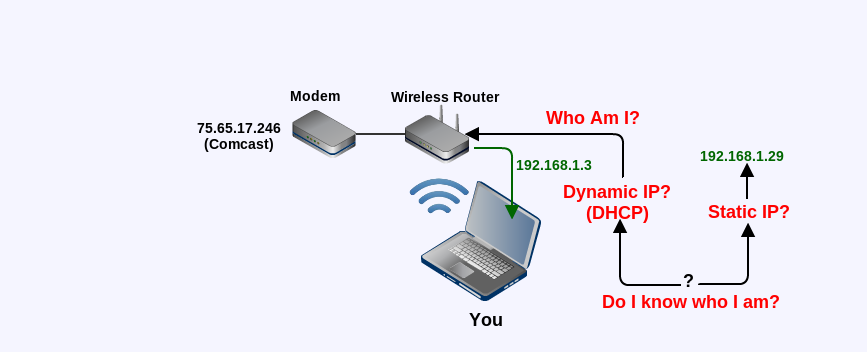 Modem
Wireless Router
75.65.17.246
(Comcast)
Who Am I?
192.168.1.3
192.168.1.29
Dynamic IP?
(DHCP)
Static IP?
?
Do I know who I am?
You